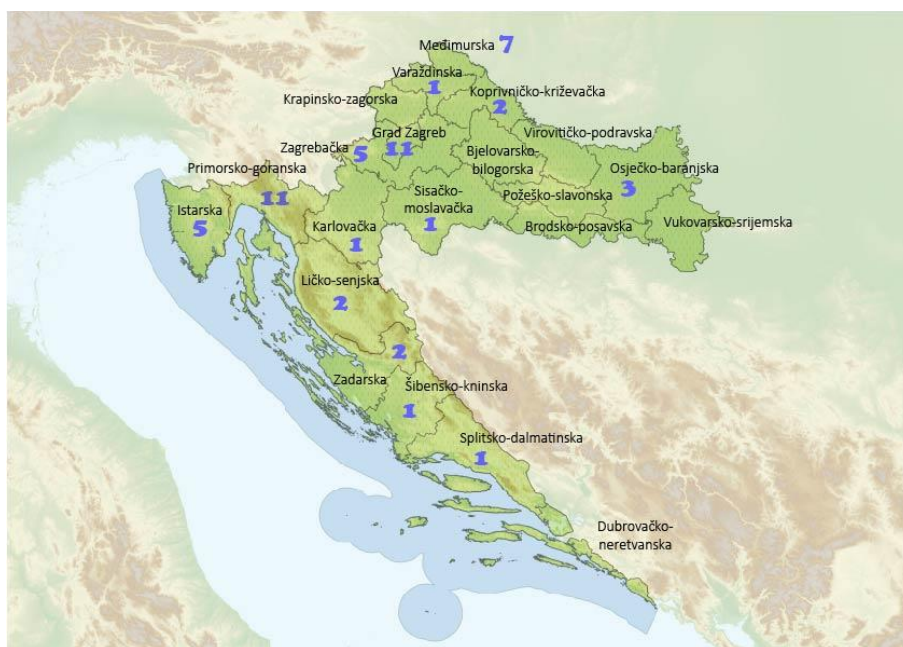 Međimurska 7
Varaždinska
1
Koprivničko-križevačka
2
Krapinsko-zagorska
Grad Zagreb
11
Virovitičko-podravska
Zagrebačka 5
Bjelovarsko-
bilogorska
Primorsko-goranska
11
Osječko-baranjska
3
Sisačko-
moslavačka
1
Požeško-slavonska
Istarska
5
Karlovačka
1
Brodsko-posavska
Vukovarsko-srijemska
Ličko-senjska
2
2
Zadarska
Šibensko-kninska
1
Splitsko-dalmatinska
1
Dubrovačko-
neretvanska